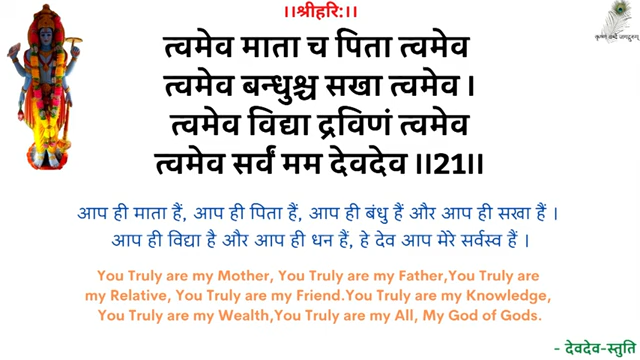 ।।श्रीहरि:।।
कृष्णं वन्दे जगद्गुरुम्
त्वमेव माता च पिता त्वमेव
त्वमेव बन्धुश्च सखा त्वमेव ।
त्वमेव विद्या द्रविणं त्वमेव
त्वमेव सर्वं मम देवदेव ।।21।।
आप ही माता हैं, आप ही पिता हैं, आप ही बंधु हैं और आप ही सखा हैं ।
आप ही विद्या है और आप ही धन हैं, हे देव आप मेरे सर्वस्व हैं ।
You Truly are my Mother, You Truly are my Father,You Truly are
my Relative, You Truly are my Friend.You Truly are my Knowledge,
You Truly are my Wealth,You Truly are my All, My God of Gods.
- देवदेव-स्तुति